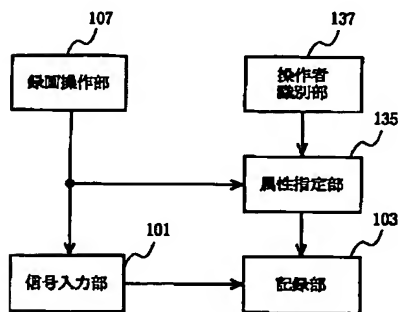 107
録画操作部
137
操作者
識別部
135
属性指定部
101
信号入力部
103
記録部